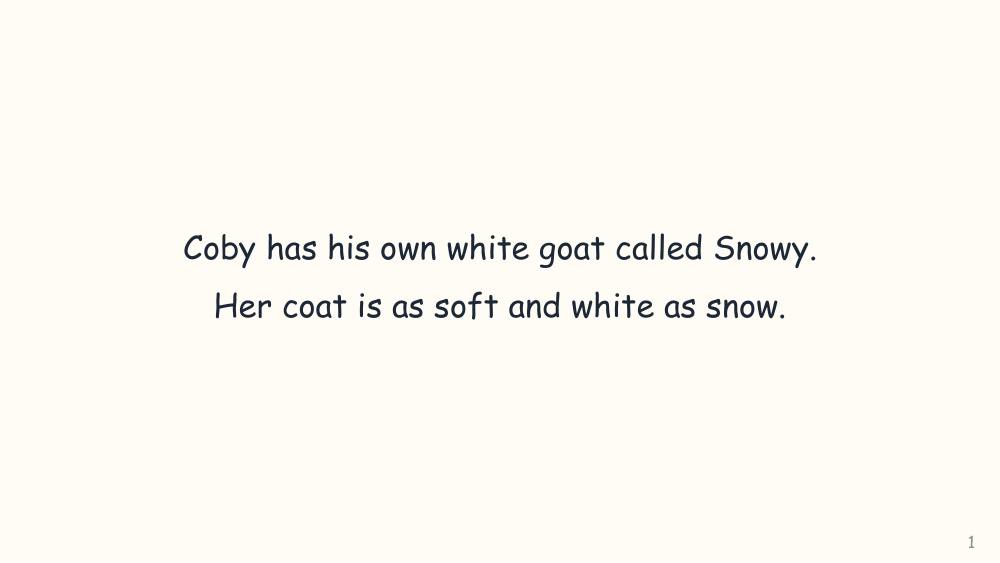 Coby has his own white goat called Snowy.
Her coat is as soft and white as snow.
1